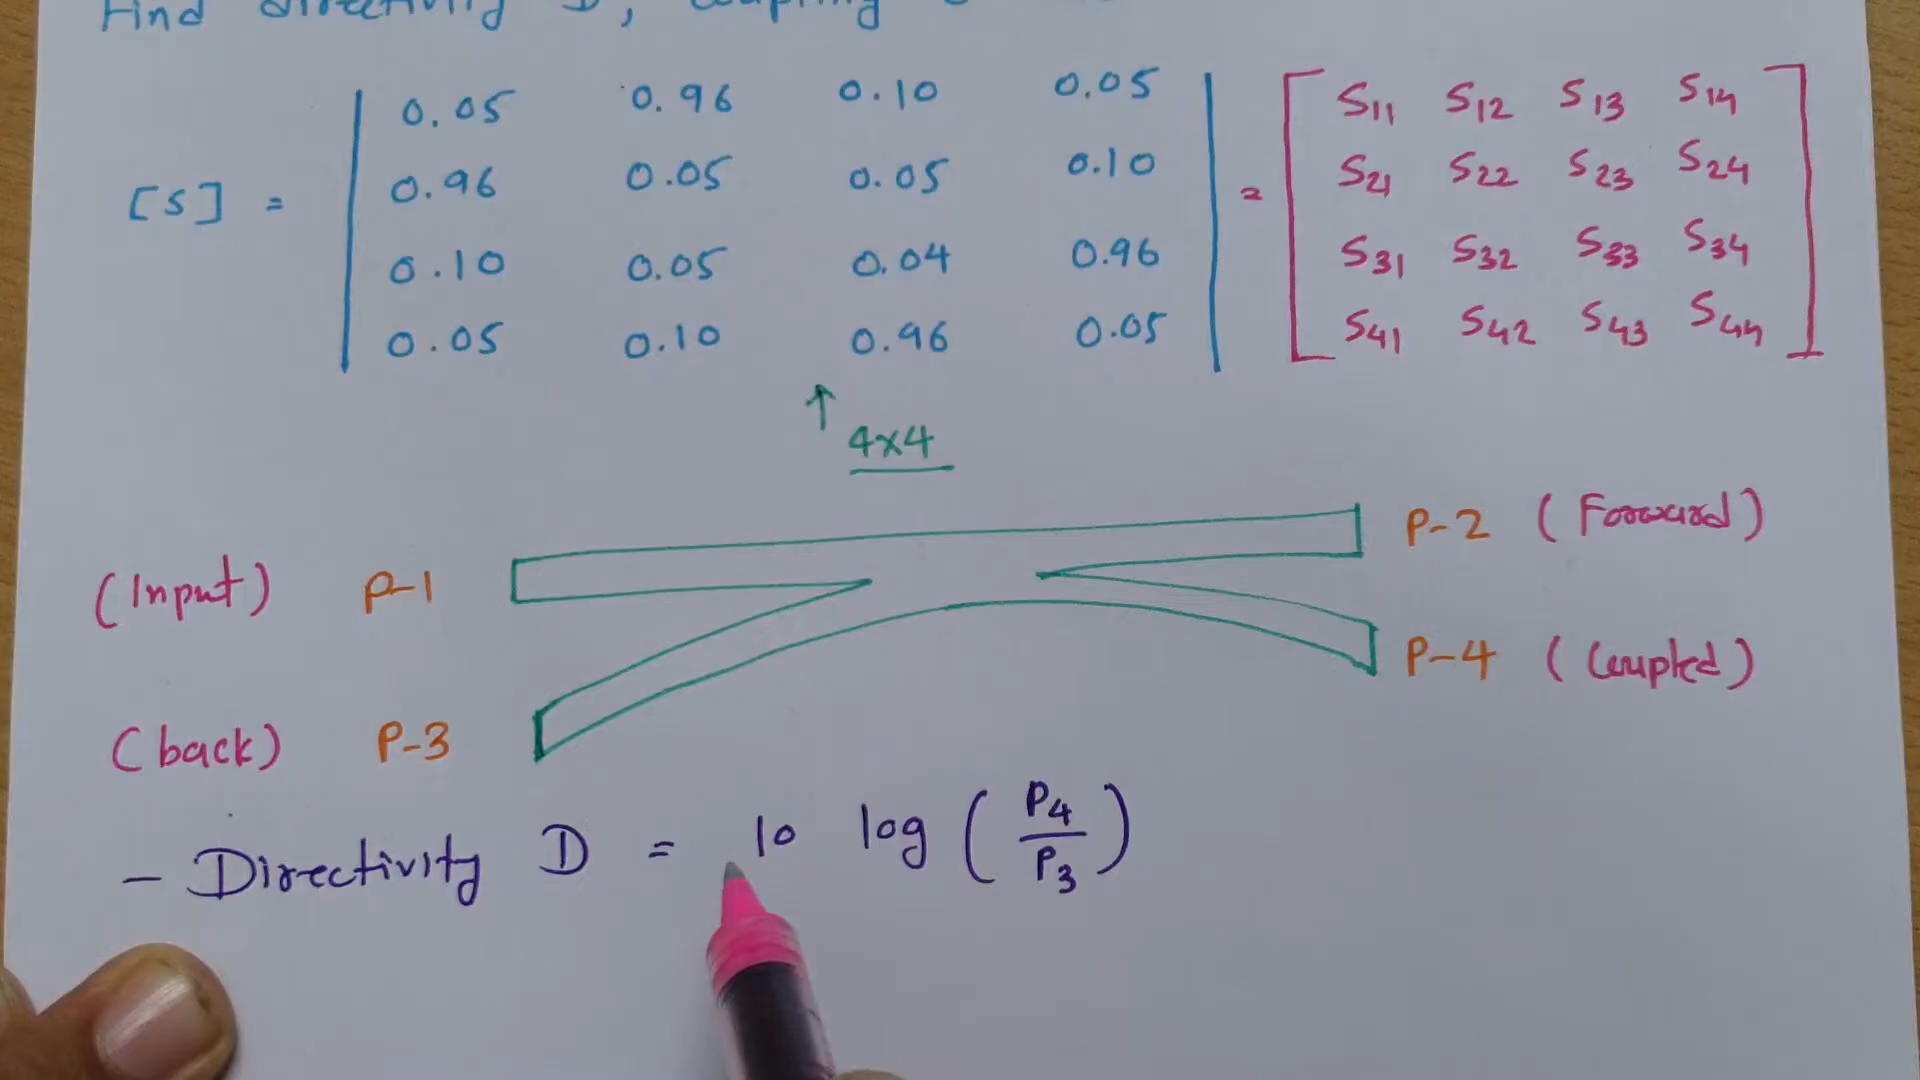 Find directivity D, coupling
[S] = | 0.05 0.96 0.10 0.05 | = [ S11 S12 S13 S14 ]
0.96 0.05 0.05 0.10 S21 S22 S23 S24
0.10 0.05 0.04 0.96 S31 S32 S33 S34
0.05 0.10 0.96 0.05 S41 S42 S43 S44
↑ 4x4
P-2 (Forward)
(Input) P-1
P-4 (Coupled)
(back) P-3
- Directivity D = 10 log (P4/P3)